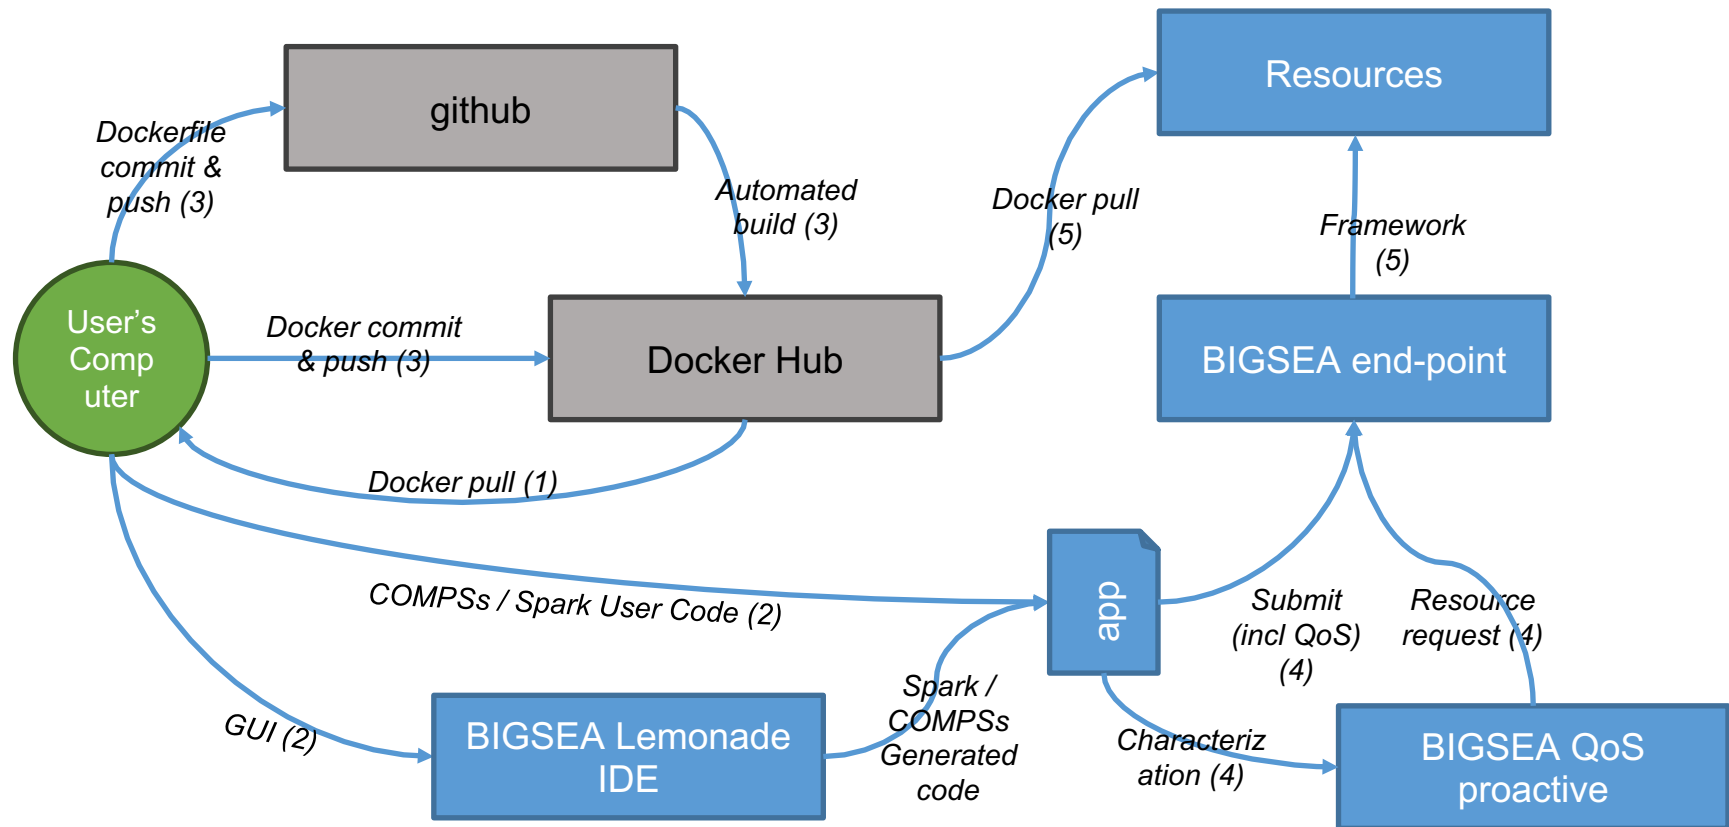 Resources
github
Dockerfile
commit &
push (3)
Automated
build (3)
Docker pull
(5)
Framework
(5)
User's
Comp
uter
Docker commit
& push (3)
Docker Hub
BIGSEA end-point
Docker pull (1)
COMPSs / Spark User Code (2)
app
Submit
(incl QoS)
(4)
Resource
request (4)
GUI (2)
BIGSEA Lemonade
IDE
Spark /
COMPSs
Generated
code
Characteriz
ation (4)
BIGSEA QoS
proactive